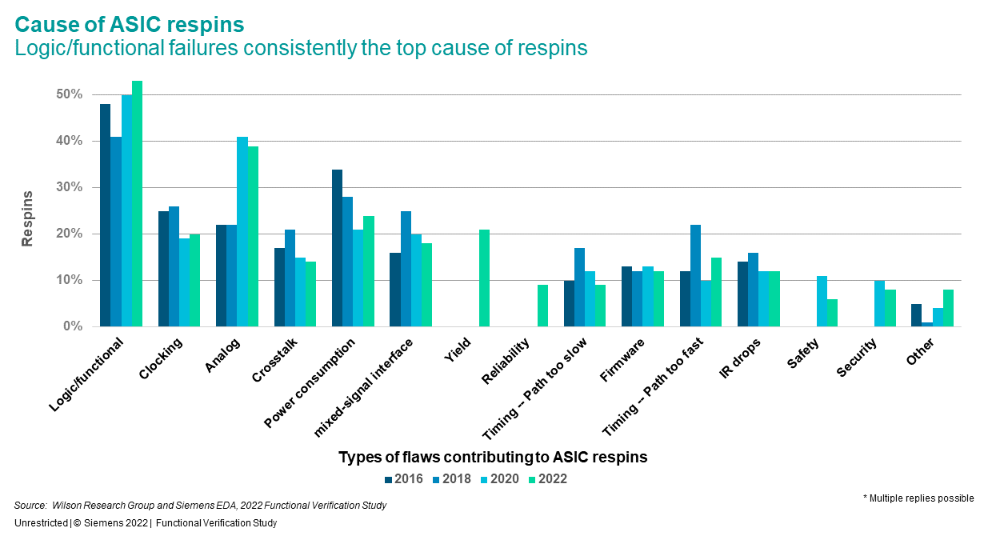 Cause of ASIC respins
Logic/functional failures consistently the top cause of respins
50%
40%
30%
20%
10%
0%
Respins
Logic/functional
Clocking
Analog
Crosstalk
Power consumption
mixed-signal interface
Yield
Reliability
Timing – Path too slow
Firmware
Timing – Path too fast
IR drops
Safety
Security
Other
Types of flaws contributing to ASIC respins
2016 2018 2020 2022
* Multiple replies possible
Source: Wilson Research Group and Siemens EDA, 2022 Functional Verification Study
Unrestricted | © Siemens 2022 | Functional Verification Study